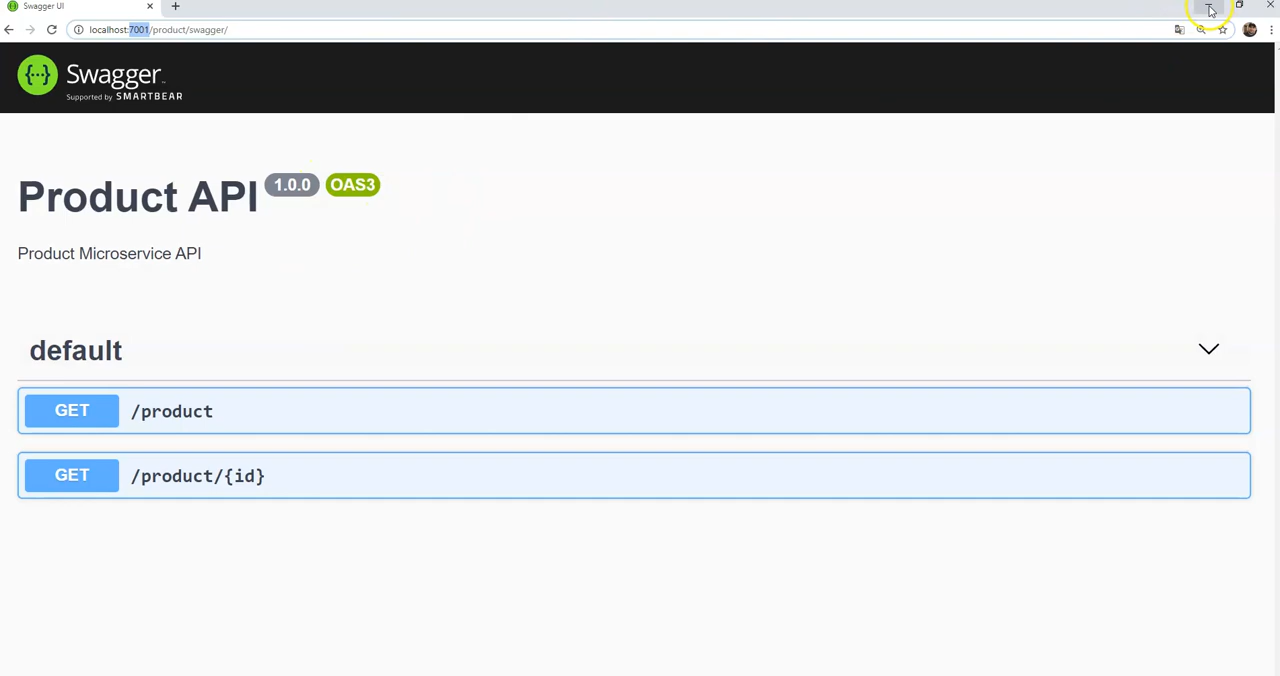 Swagger UI
localhost:7001/product/swagger/
Swagger
Supported by SMARTBEAR
Product API 1.0.0 OAS3
Product Microservice API
default
GET /product
GET /product/{id}